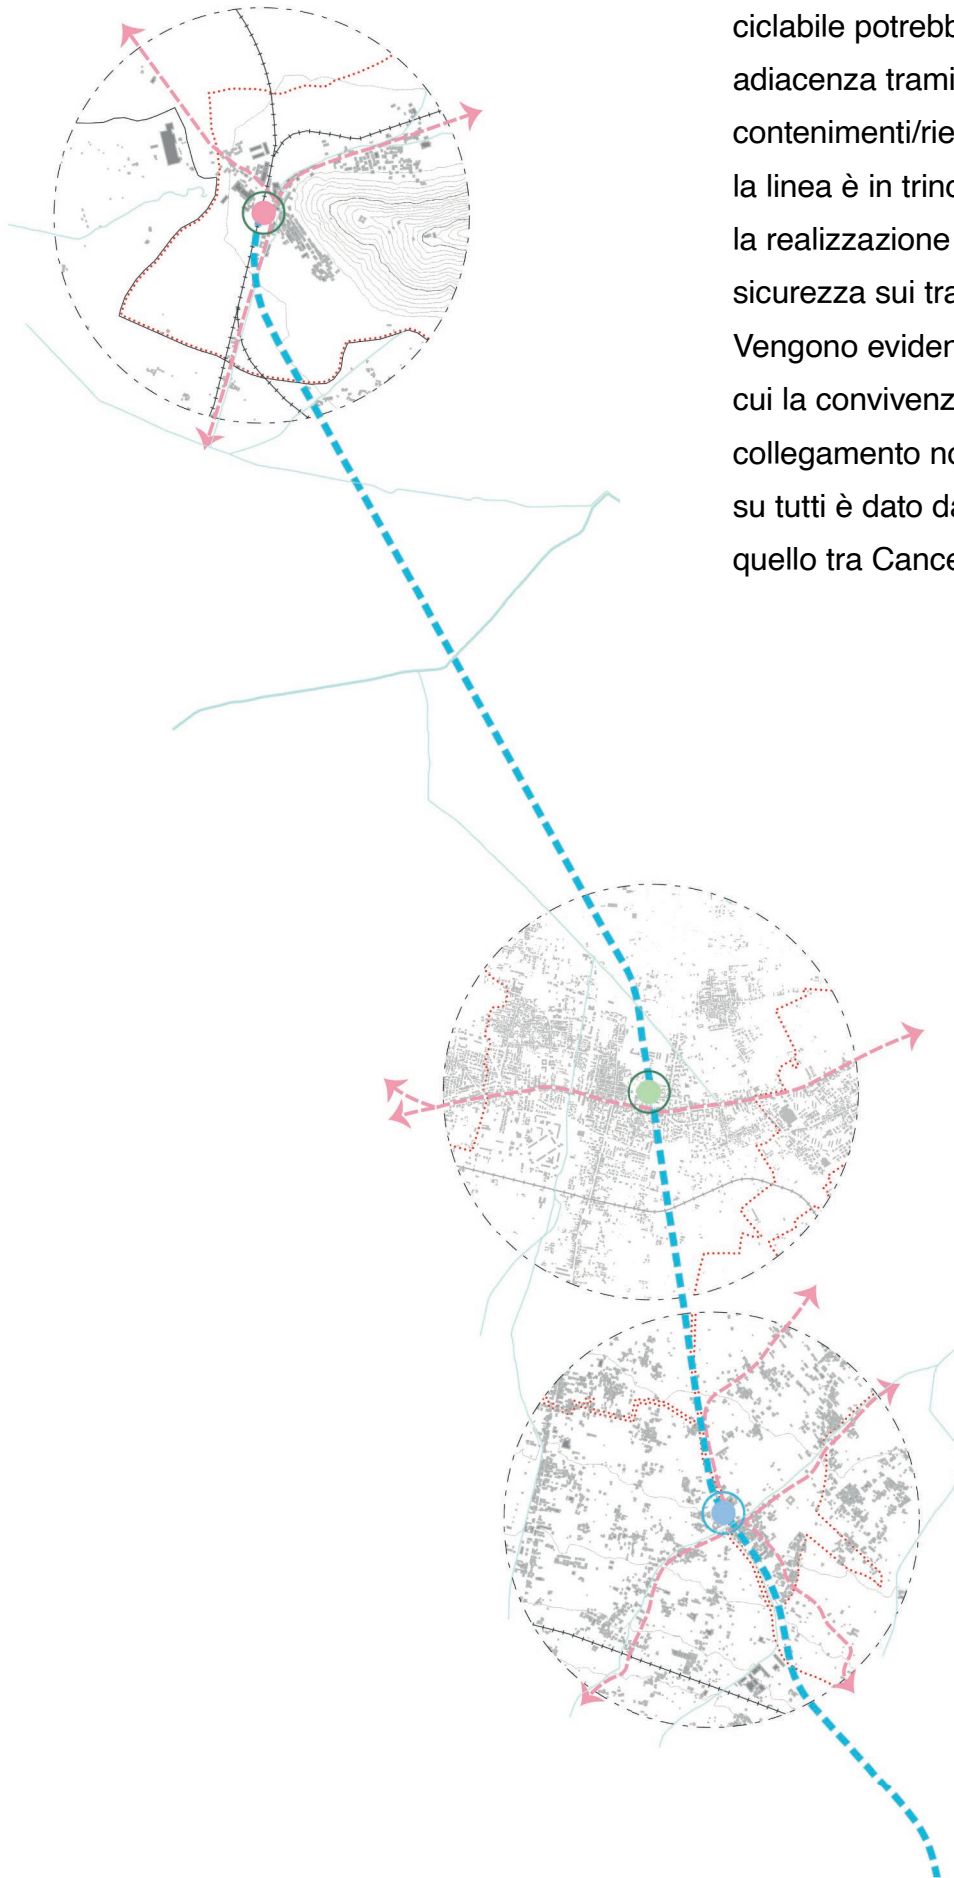 ciclabile potrebb
adiacenza trami
contenimenti/rie
la linea è in trinc
la realizzazione
sicurezza sui tra
Vengono eviden
cui la convivenz
collegamento no
su tutti è dato da
quello tra Cance